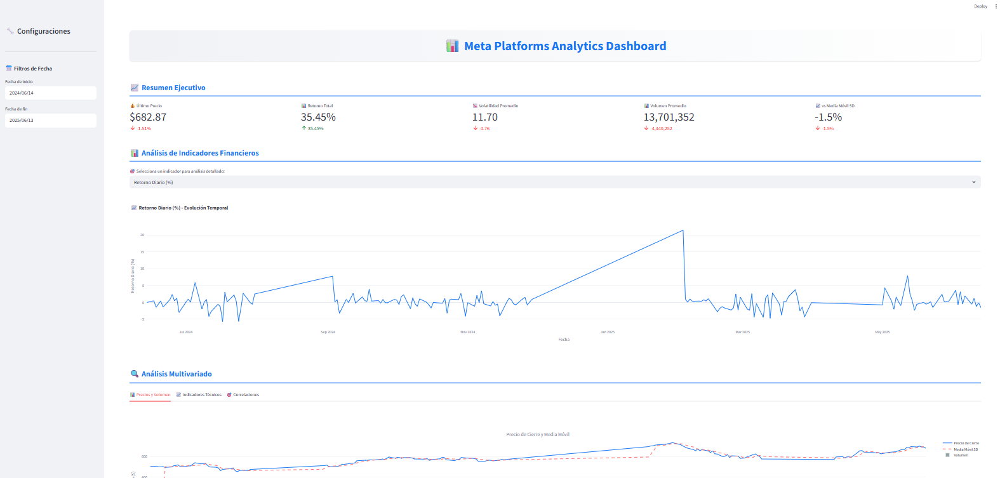 Deploy
Configuraciones
Filtros de Fecha
Fecha de inicio
2024/06/14
Fecha de fin
2025/06/13
Meta Platforms Analytics Dashboard
Resumen Ejecutivo
Último Precio
$682.87
1.51%
Retorno Total
35.45%
35.45%
Volatilidad Promedio
11.70
4.76
Volumen Promedio
13,701,352
4,440,252
vs Media Móvil 5D
-1.5%
1.5%
Análisis de Indicadores Financieros
Selecciona un indicador para análisis detallado:
Retorno Diario (%)
Retorno Diario (%) - Evolución Temporal
Retorno Diario (%)
20
15
10
5
0
-5
Jul 2024
Sep 2024
Nov 2024
Jan 2025
Mar 2025
May 2025
Fecha
Análisis Multivariado
Precios y Volumen
Indicadores Técnicos
Correlaciones
Precio de Cierre y Media Móvil
600
Precio de Cierre
Media Móvil 5D
Volumen